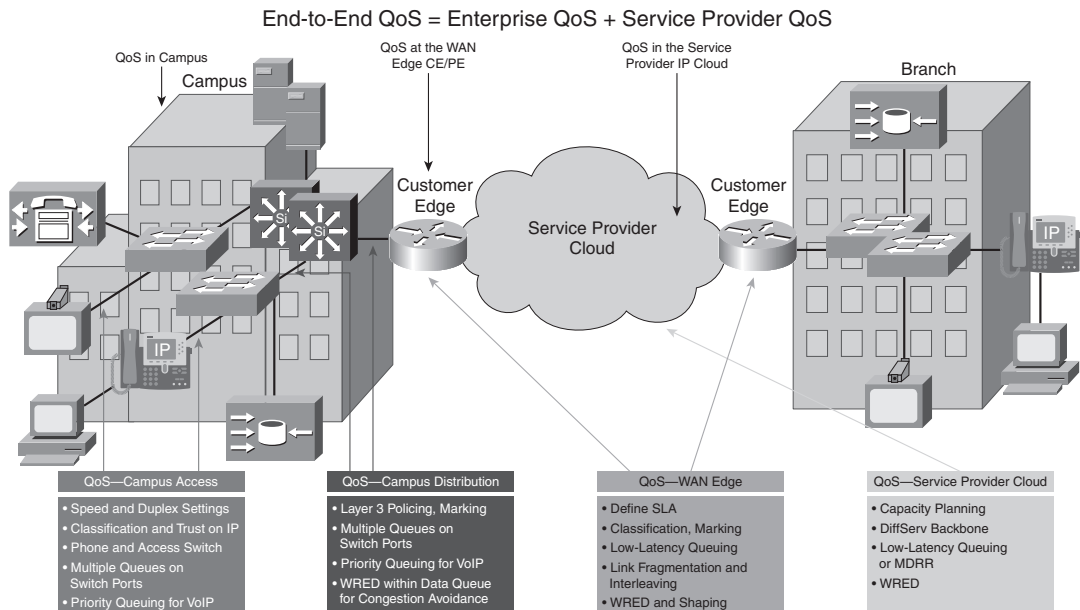 End-to-End QoS = Enterprise QoS + Service Provider QoS
QoS in Campus
Campus
QoS at the WAN
Edge CE/PE
QoS in the Service
Provider IP Cloud
Branch
Customer
Edge
Service Provider
Cloud
Customer
Edge
Si
Si
IP
IP
QoS—Campus Access
• Speed and Duplex Settings
• Classification and Trust on IP
• Phone and Access Switch
• Multiple Queues on
Switch Ports
• Priority Queuing for VoIP
QoS—Campus Distribution
• Layer 3 Policing, Marking
• Multiple Queues on
Switch Ports
• Priority Queuing for VoIP
• WRED within Data Queue
for Congestion Avoidance
QoS—WAN Edge
• Define SLA
• Classification, Marking
• Low-Latency Queuing
• Link Fragmentation and
Interleaving
• WRED and Shaping
QoS—Service Provider Cloud
• Capacity Planning
• DiffServ Backbone
• Low-Latency Queuing
or MDRR
• WRED